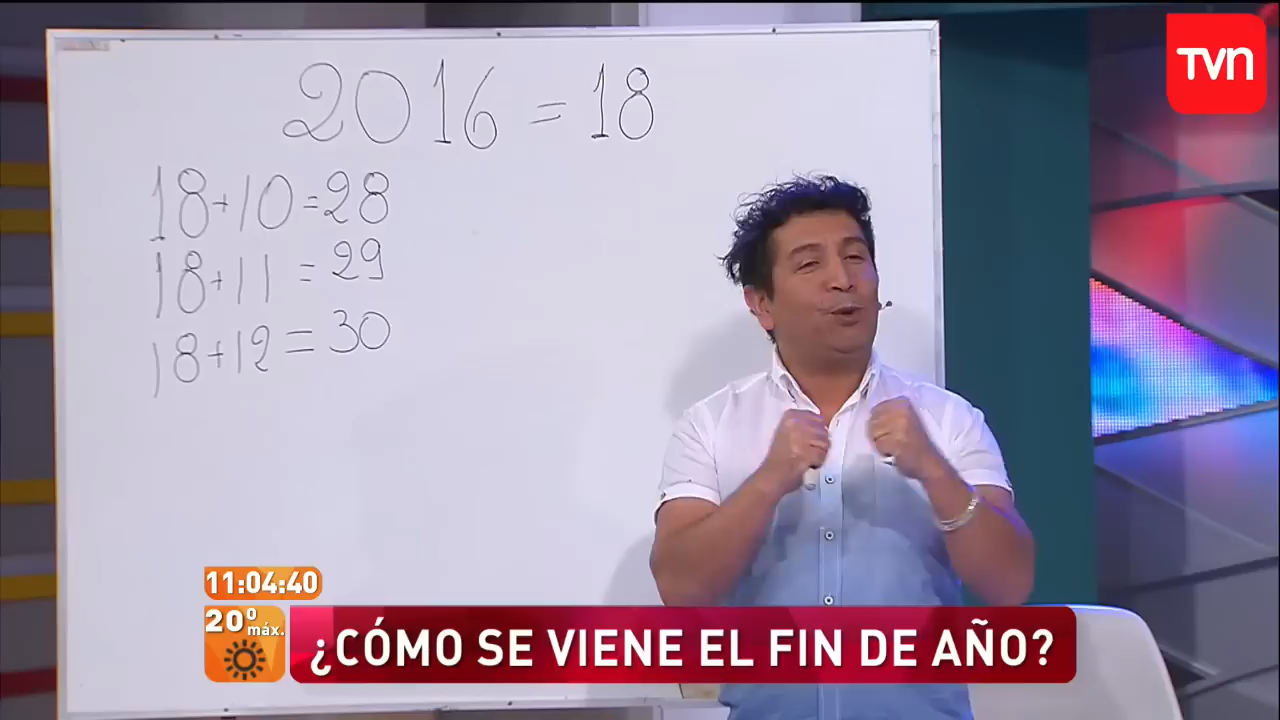 2016 = 18
18+10=28
18+11=29
18+12=30
TVN
11:04:40
20º máx.
¿CÓMO SE VIENE EL FIN DE AÑO?